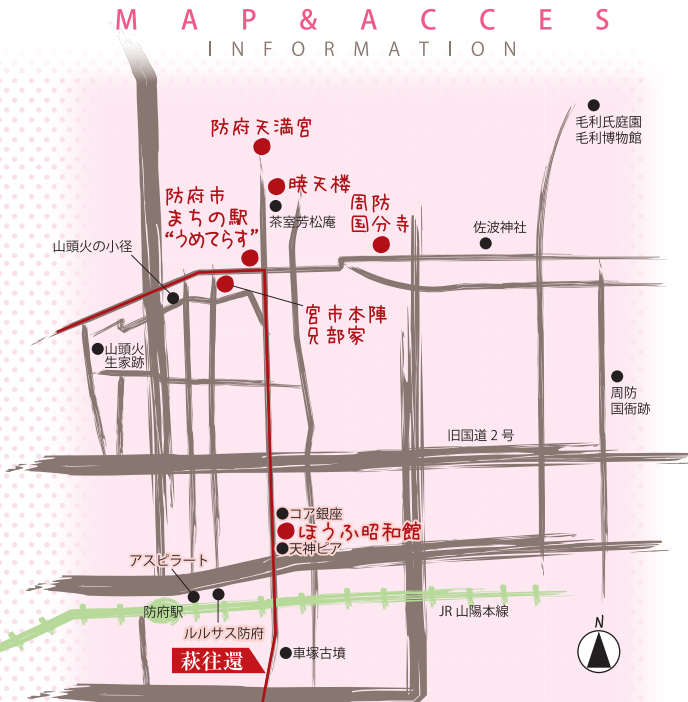 MAP&ACCES
INFORMATION
毛利氏庭園
毛利博物館
防府天満宮
暁天楼
茶室芳松庵
防府市
まちの駅
“うめてらす”
周防
国分寺
佐波神社
山頭火の小径
宮市本陣
兄部家
山頭火
生家跡
周防
国衙跡
旧国道2号
コア銀座
ほうふ昭和館
天神ピア
アスピラート
防府駅
JR山陽本線
ルルサス防府
N
萩往還
車塚古墳